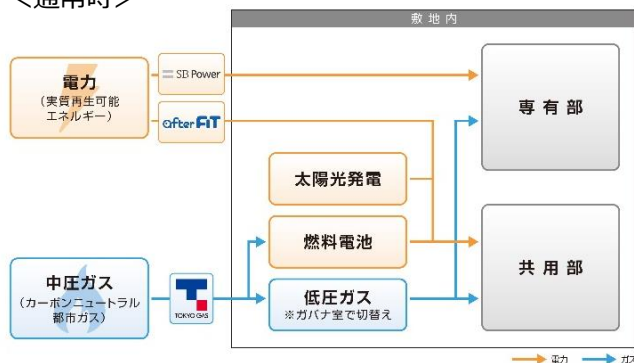 <通常時>
敷地内
電力
(実質再生可能
エネルギー)
SB Power
afterFIT
専有部
太陽光発電
燃料電池
中圧ガス
(カーボンニュートラル
都市ガス)
TOKYO GAS
低圧ガス
※ガバナ室で切替え
共用部
電力
ガス